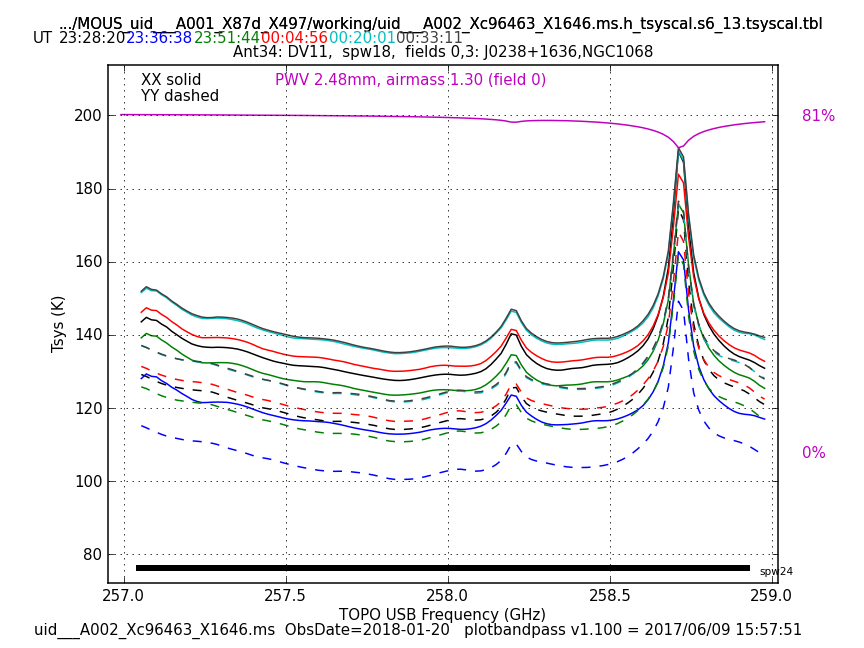 .../MOUS_uid___A001_X87d_X497/working/uid___A002_Xc96463_X1646.ms.h_tsyscal.s6_13.tsyscal.tbl
UT 23:28:20 23:36:38 23:51:44 00:04:56 00:20:01 00:33:11
Ant34: DV11, spw18, fields 0,3: J0238+1636,NGC1068
XX solid
PWV 2.48mm, airmass 1.30 (field 0)
YY dashed
200
180
160
140
120
100
80
81%
0%
Tsys (K)
spw24
257.0 257.5 258.0 258.5 259.0
TOPO USB Frequency (GHz)
uid___A002_Xc96463_X1646.ms ObsDate=2018-01-20 plotbandpass v1.100 = 2017/06/09 15:57:51